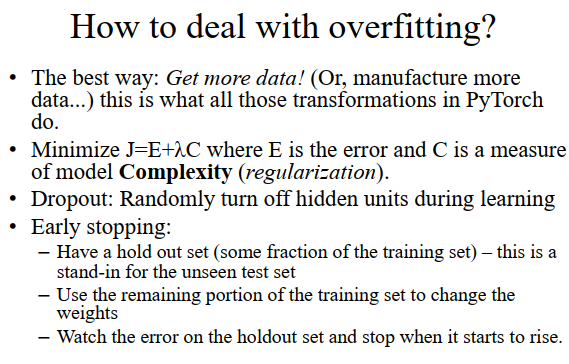 How to deal with overfitting?
• The best way: Get more data! (Or, manufacture more
data...) this is what all those transformations in PyTorch
do.
• Minimize J=E+λC where E is the error and C is a measure
of model Complexity (regularization).
• Dropout: Randomly turn off hidden units during learning
• Early stopping:
– Have a hold out set (some fraction of the training set) – this is a
stand-in for the unseen test set
– Use the remaining portion of the training set to change the
weights
– Watch the error on the holdout set and stop when it starts to rise.